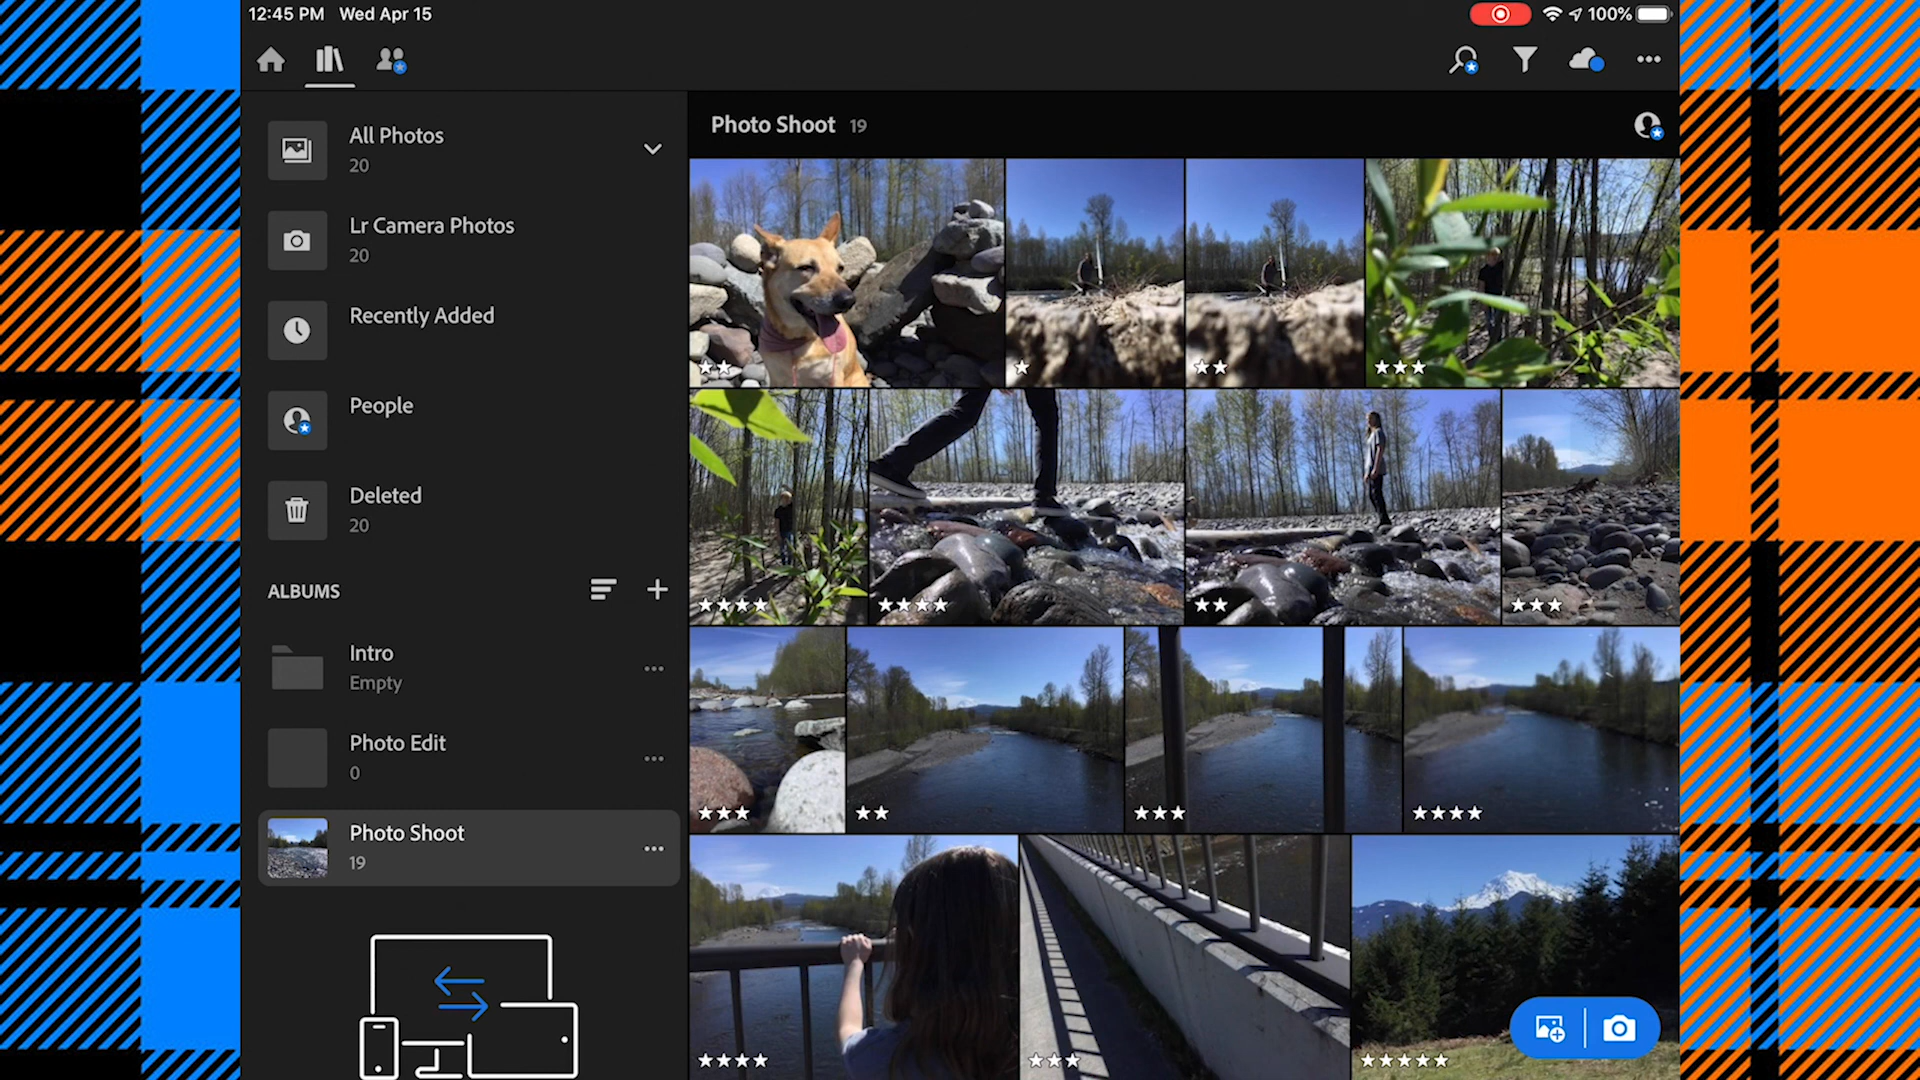 12:45 PM Wed Apr 15
100%
All Photos
20
Lr Camera Photos
20
Recently Added
People
Deleted
20
ALBUMS
Intro
Empty
Photo Edit
0
Photo Shoot
19
Photo Shoot 19